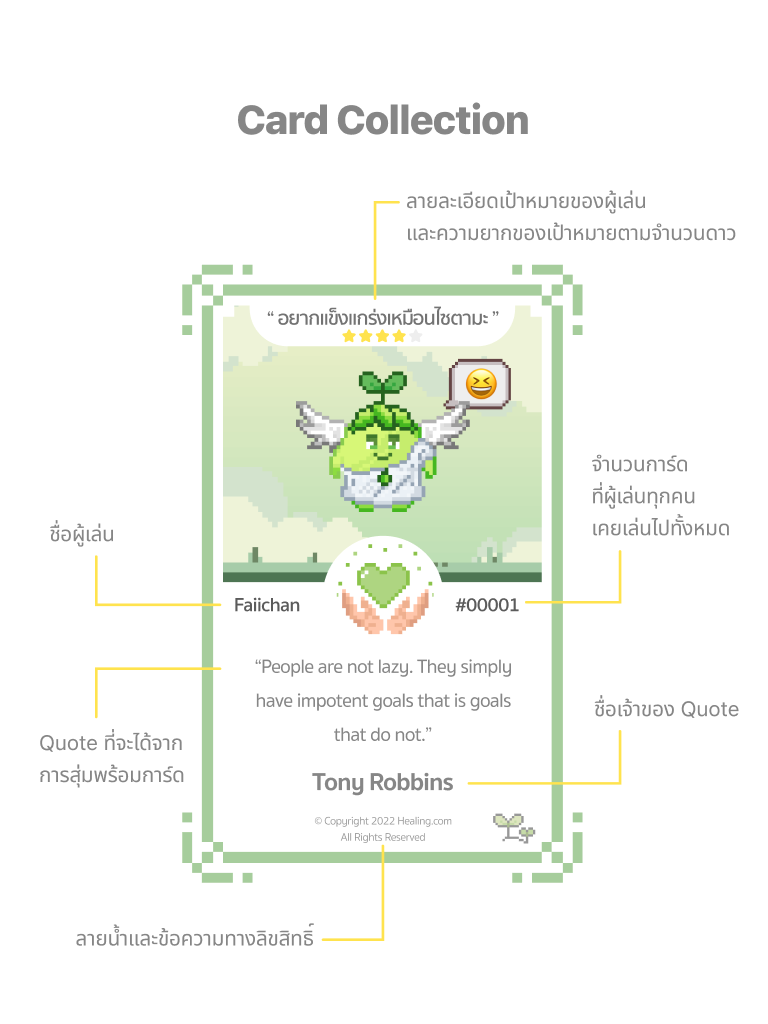 Card Collection
ลายละเอียดเป้าหมายของผู้เล่น
และความยากของเป้าหมายตามจำนวนดาว
“ อยากแข็งแกร่งเหมือนไซตามะ ”
จำนวนการ์ด
ที่ผู้เล่นทุกคน
เคยเล่นไปทั้งหมด
ชื่อผู้เล่น
Faiichan
#00001
“People are not lazy. They simply
have impotent goals that is goals
that do not.”
ชื่อเจ้าของ Quote
Quote ที่จะได้จาก
การสุ่มพร้อมการ์ด
Tony Robbins
© Copyright 2022 Healing.com
All Rights Reserved
ลายน้ำและข้อความทางลิขสิทธิ์